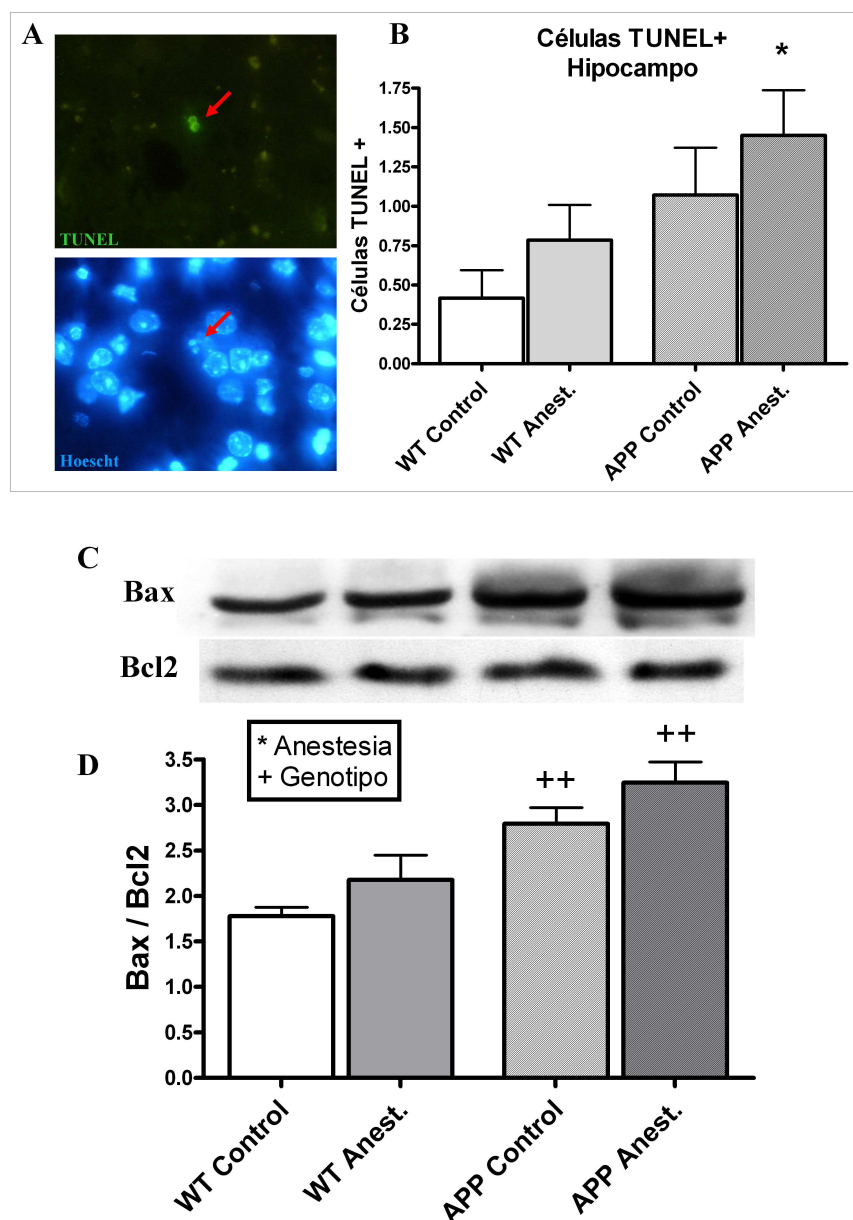 A
TUNEL
Hoescht
B
Células TUNEL+
Hipocampo
*
Células TUNEL +
1.75
1.50
1.25
1.00
0.75
0.50
0.25
0.00
WT Control
WT Anest.
APP Control
APP Anest.
C
Bax
Bcl2
D
* Anestesia
+ Genotipo
++
++
Bax / Bcl2
3.5
3.0
2.5
2.0
1.5
1.0
0.5
0.0
WT Control
WT Anest.
APP Control
APP Anest.